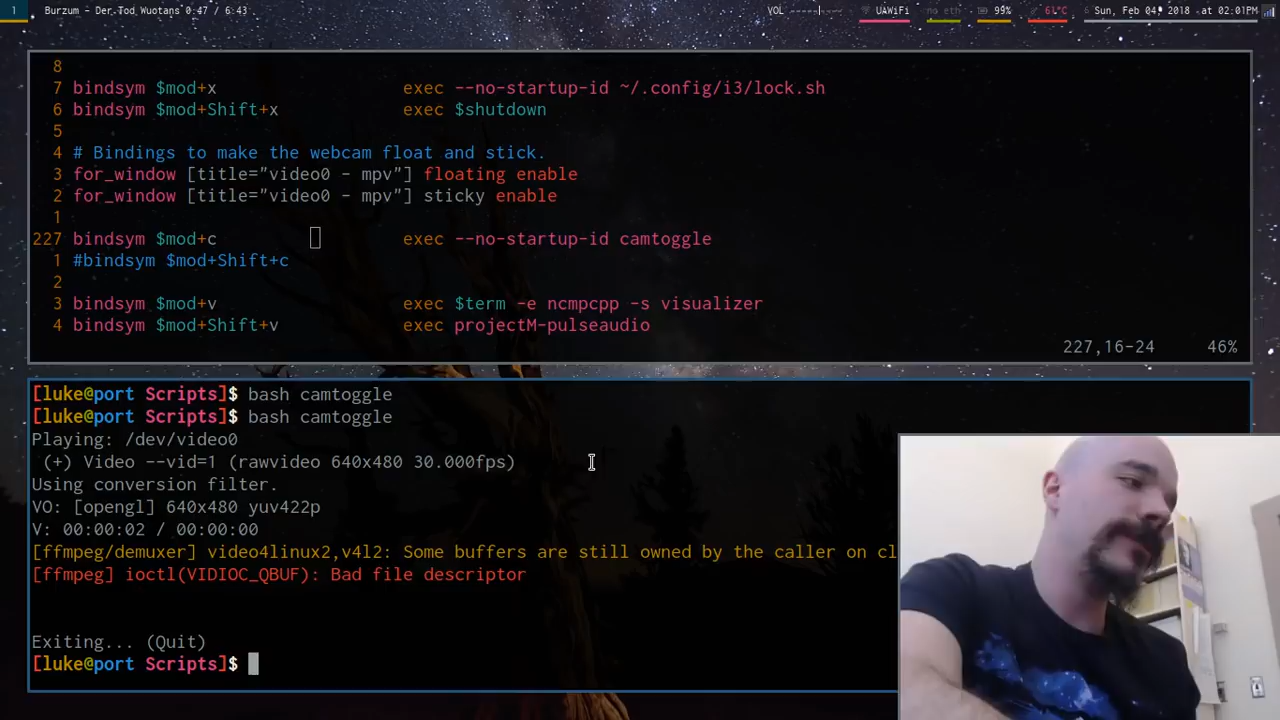 1
Burzum - Der Tod Wuotans 0:47 / 6:43
VOL
UAWiFi
no eth
99%
61°C
Sun, Feb 04, 2018 at 02:01PM
8
7 bindsym $mod+x exec --no-startup-id ~/.config/i3/lock.sh
6 bindsym $mod+Shift+x exec $shutdown
5
4 # Bindings to make the webcam float and stick.
3 for_window [title="video0 - mpv"] floating enable
2 for_window [title="video0 - mpv"] sticky enable
1
227 bindsym $mod+c exec --no-startup-id camtoggle
1 #bindsym $mod+Shift+c
2
3 bindsym $mod+v exec $term -e ncmpcpp -s visualizer
4 bindsym $mod+Shift+v exec projectM-pulseaudio
227,16-24 46%
[luke@port Scripts]$ bash camtoggle
[luke@port Scripts]$ bash camtoggle
Playing: /dev/video0
(+) Video --vid=1 (rawvideo 640x480 30.000fps)
Using conversion filter.
VO: [opengl] 640x480 yuv422p
V: 00:00:02 / 00:00:00
[ffmpeg/demuxer] video4linux2,v4l2: Some buffers are still owned by the caller on cl
[ffmpeg] ioctl(VIDIOC_QBUF): Bad file descriptor
Exiting... (Quit)
[luke@port Scripts]$